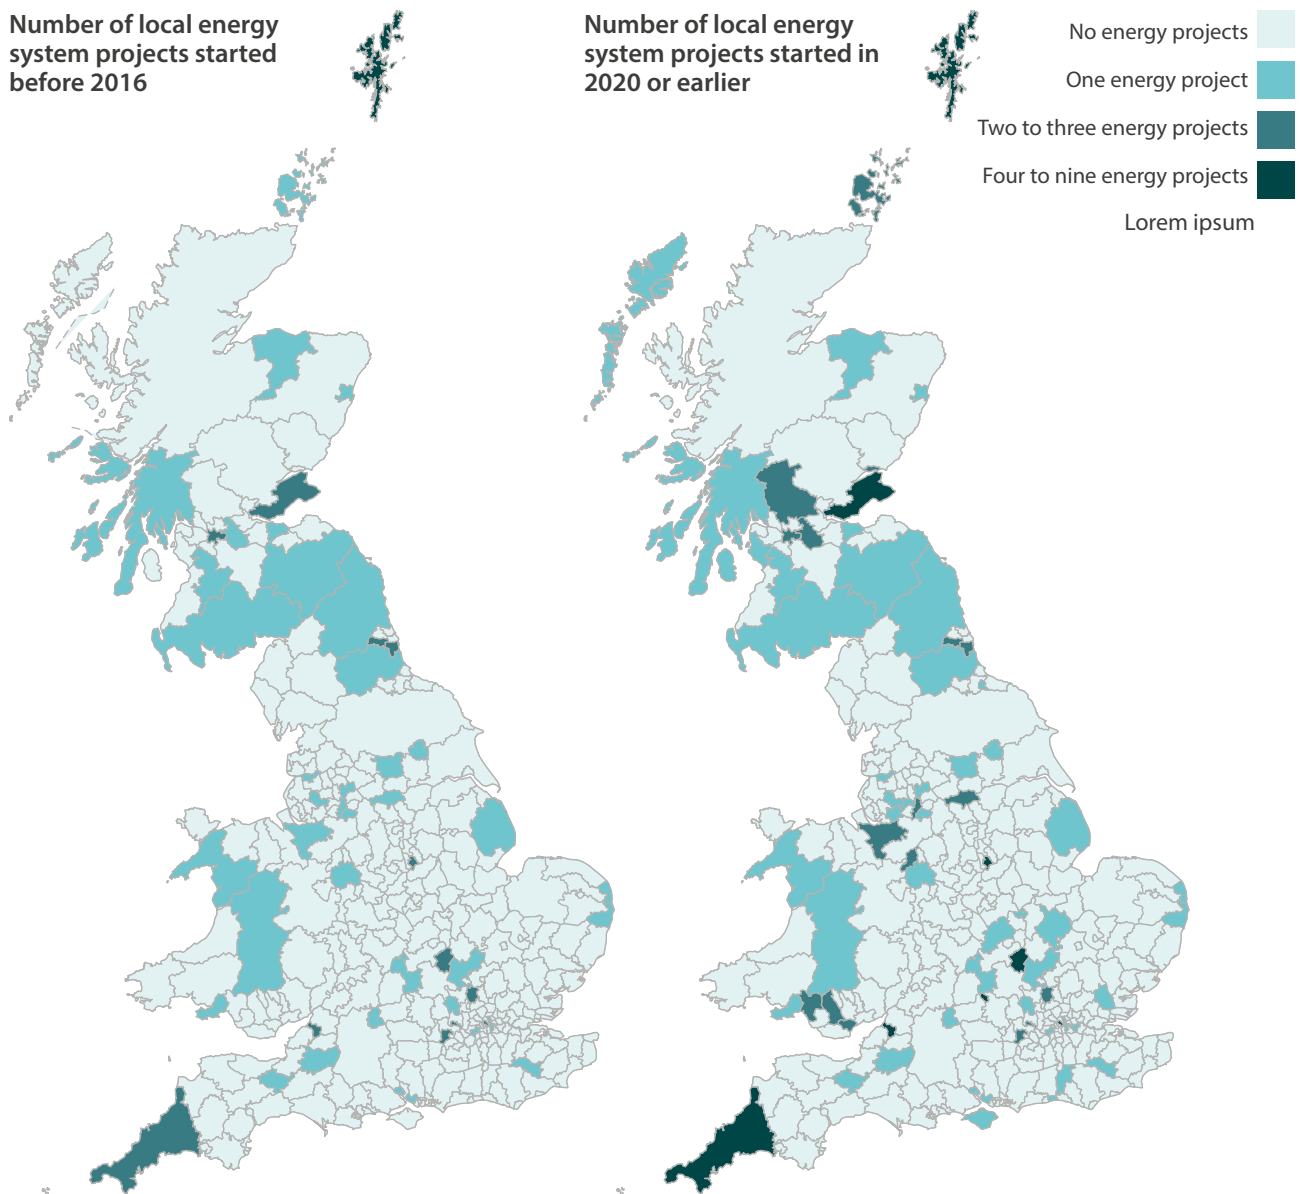 Number of local energy
system projects started
before 2016
Number of local energy
system projects started in
2020 or earlier
No energy projects
One energy project
Two to three energy projects
Four to nine energy projects
Lorem ipsum